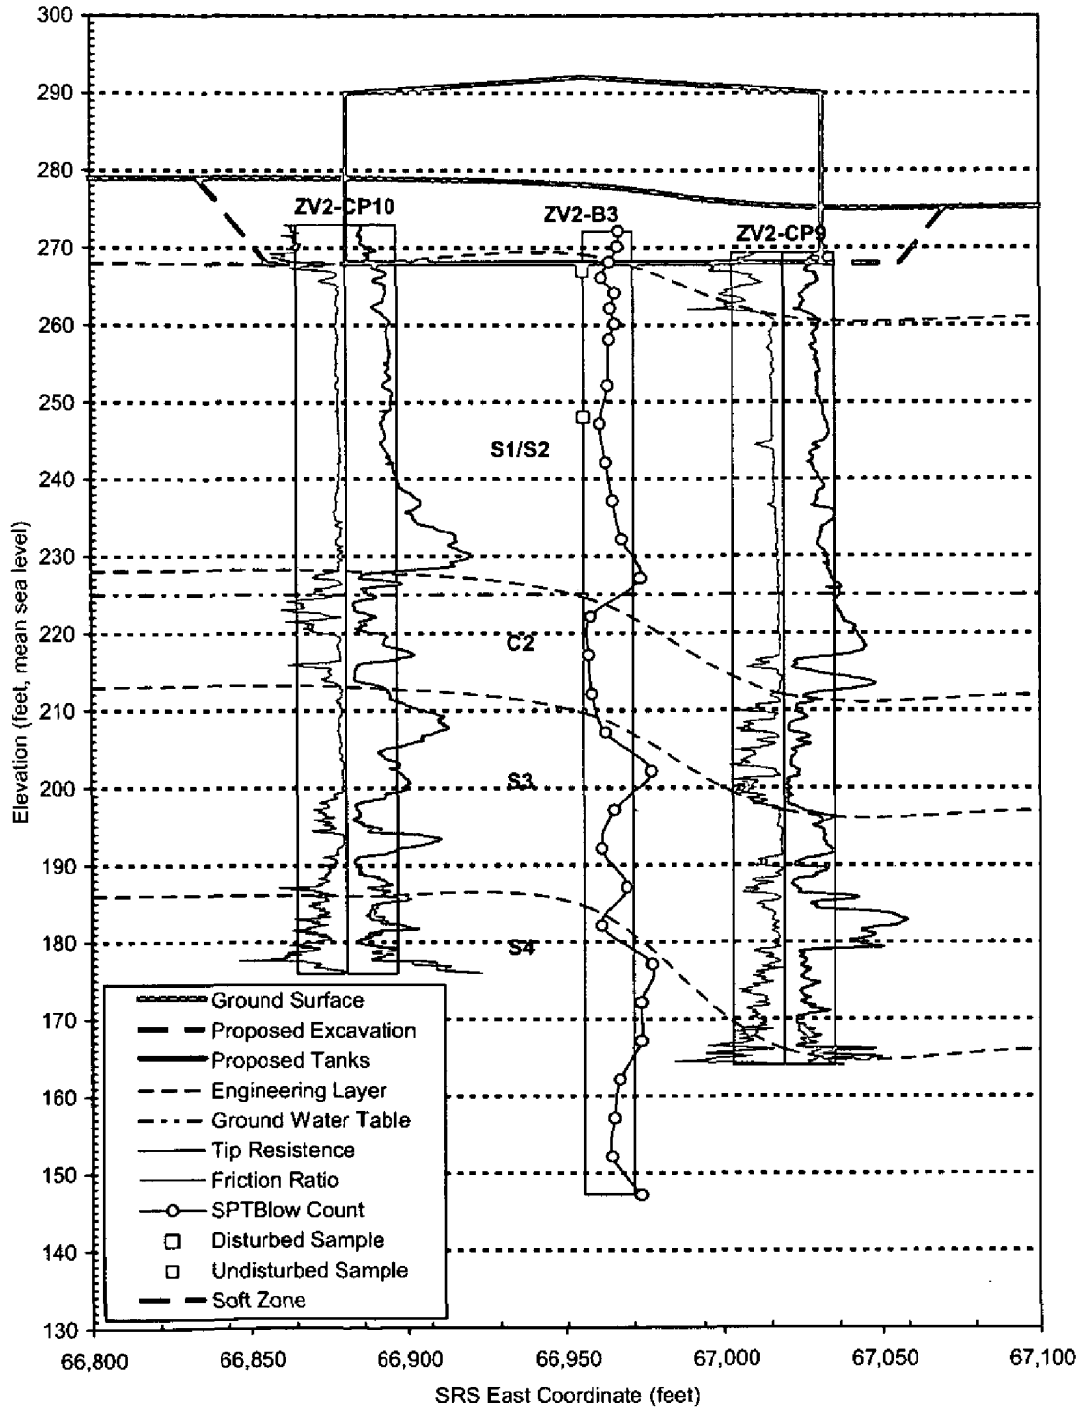 300
290
280
270
260
250
240
230
220
210
200
190
180
170
160
150
140
130
Elevation (feet, mean sea level)
ZV2-CP10
ZV2-B3
ZV2-CP9
S1/S2
C2
S3
S4
Ground Surface
Proposed Excavation
Proposed Tanks
Engineering Layer
Ground Water Table
Tip Resistence
Friction Ratio
SPTBlow Count
Disturbed Sample
Undisturbed Sample
Soft Zone
66,800 66,850 66,900 66,950 67,000 67,050 67,100
SRS East Coordinate (feet)